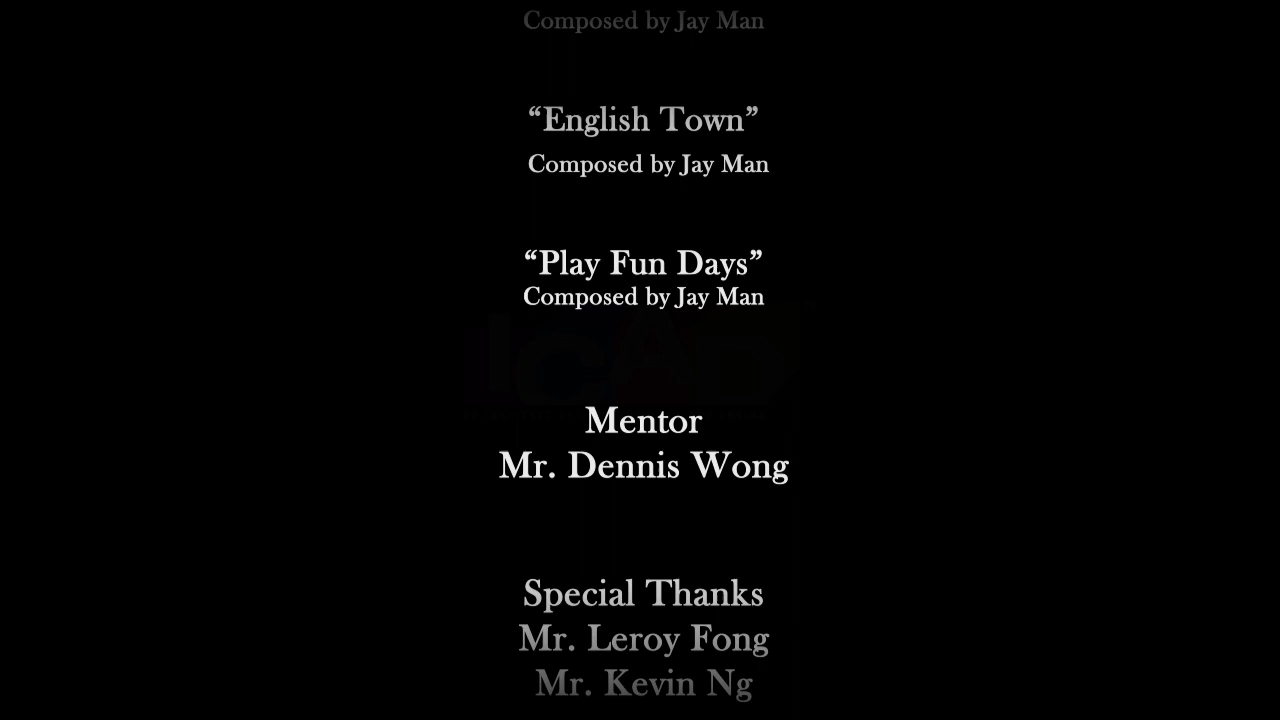 Composed by Jay Man
“English Town”
Composed by Jay Man
“Play Fun Days”
Composed by Jay Man
Mentor
Mr. Dennis Wong
Special Thanks
Mr. Leroy Fong
Mr. Kevin Ng